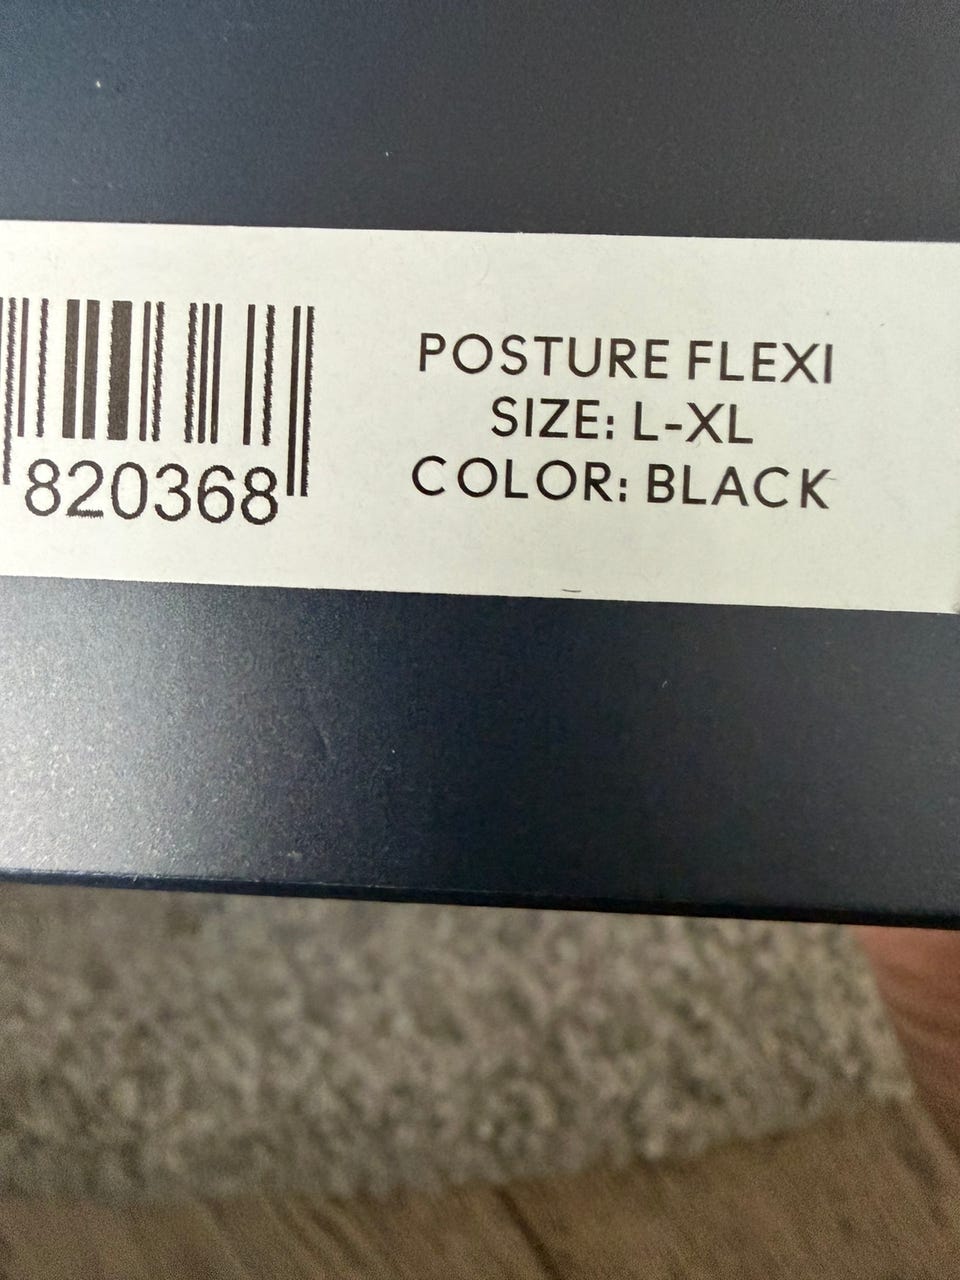 POSTURE FLEXI
SIZE: L-XL
COLOR: BLACK
820368